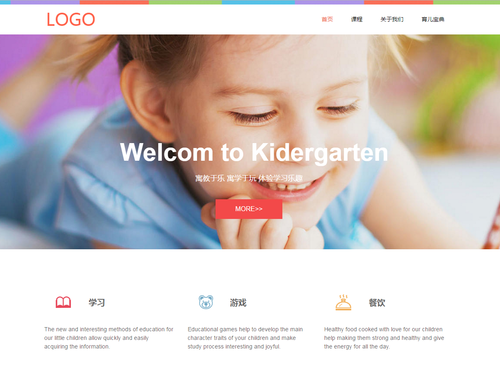 LOGO
首页 课程 关于我们 育儿宝典
Welcom to Kidergarten
寓教于乐 寓学于玩 体验学习乐趣
MORE>>
学习 游戏 餐饮
The new and interesting methods of education for
our little children allow quickly and easily
acquiring the information.
Educational games help to develop the main
character traits of your children and make
study process interesting and joyful.
Healthy food cooked with love for our children
help making them strong and healthy and give
the energy for all the day.